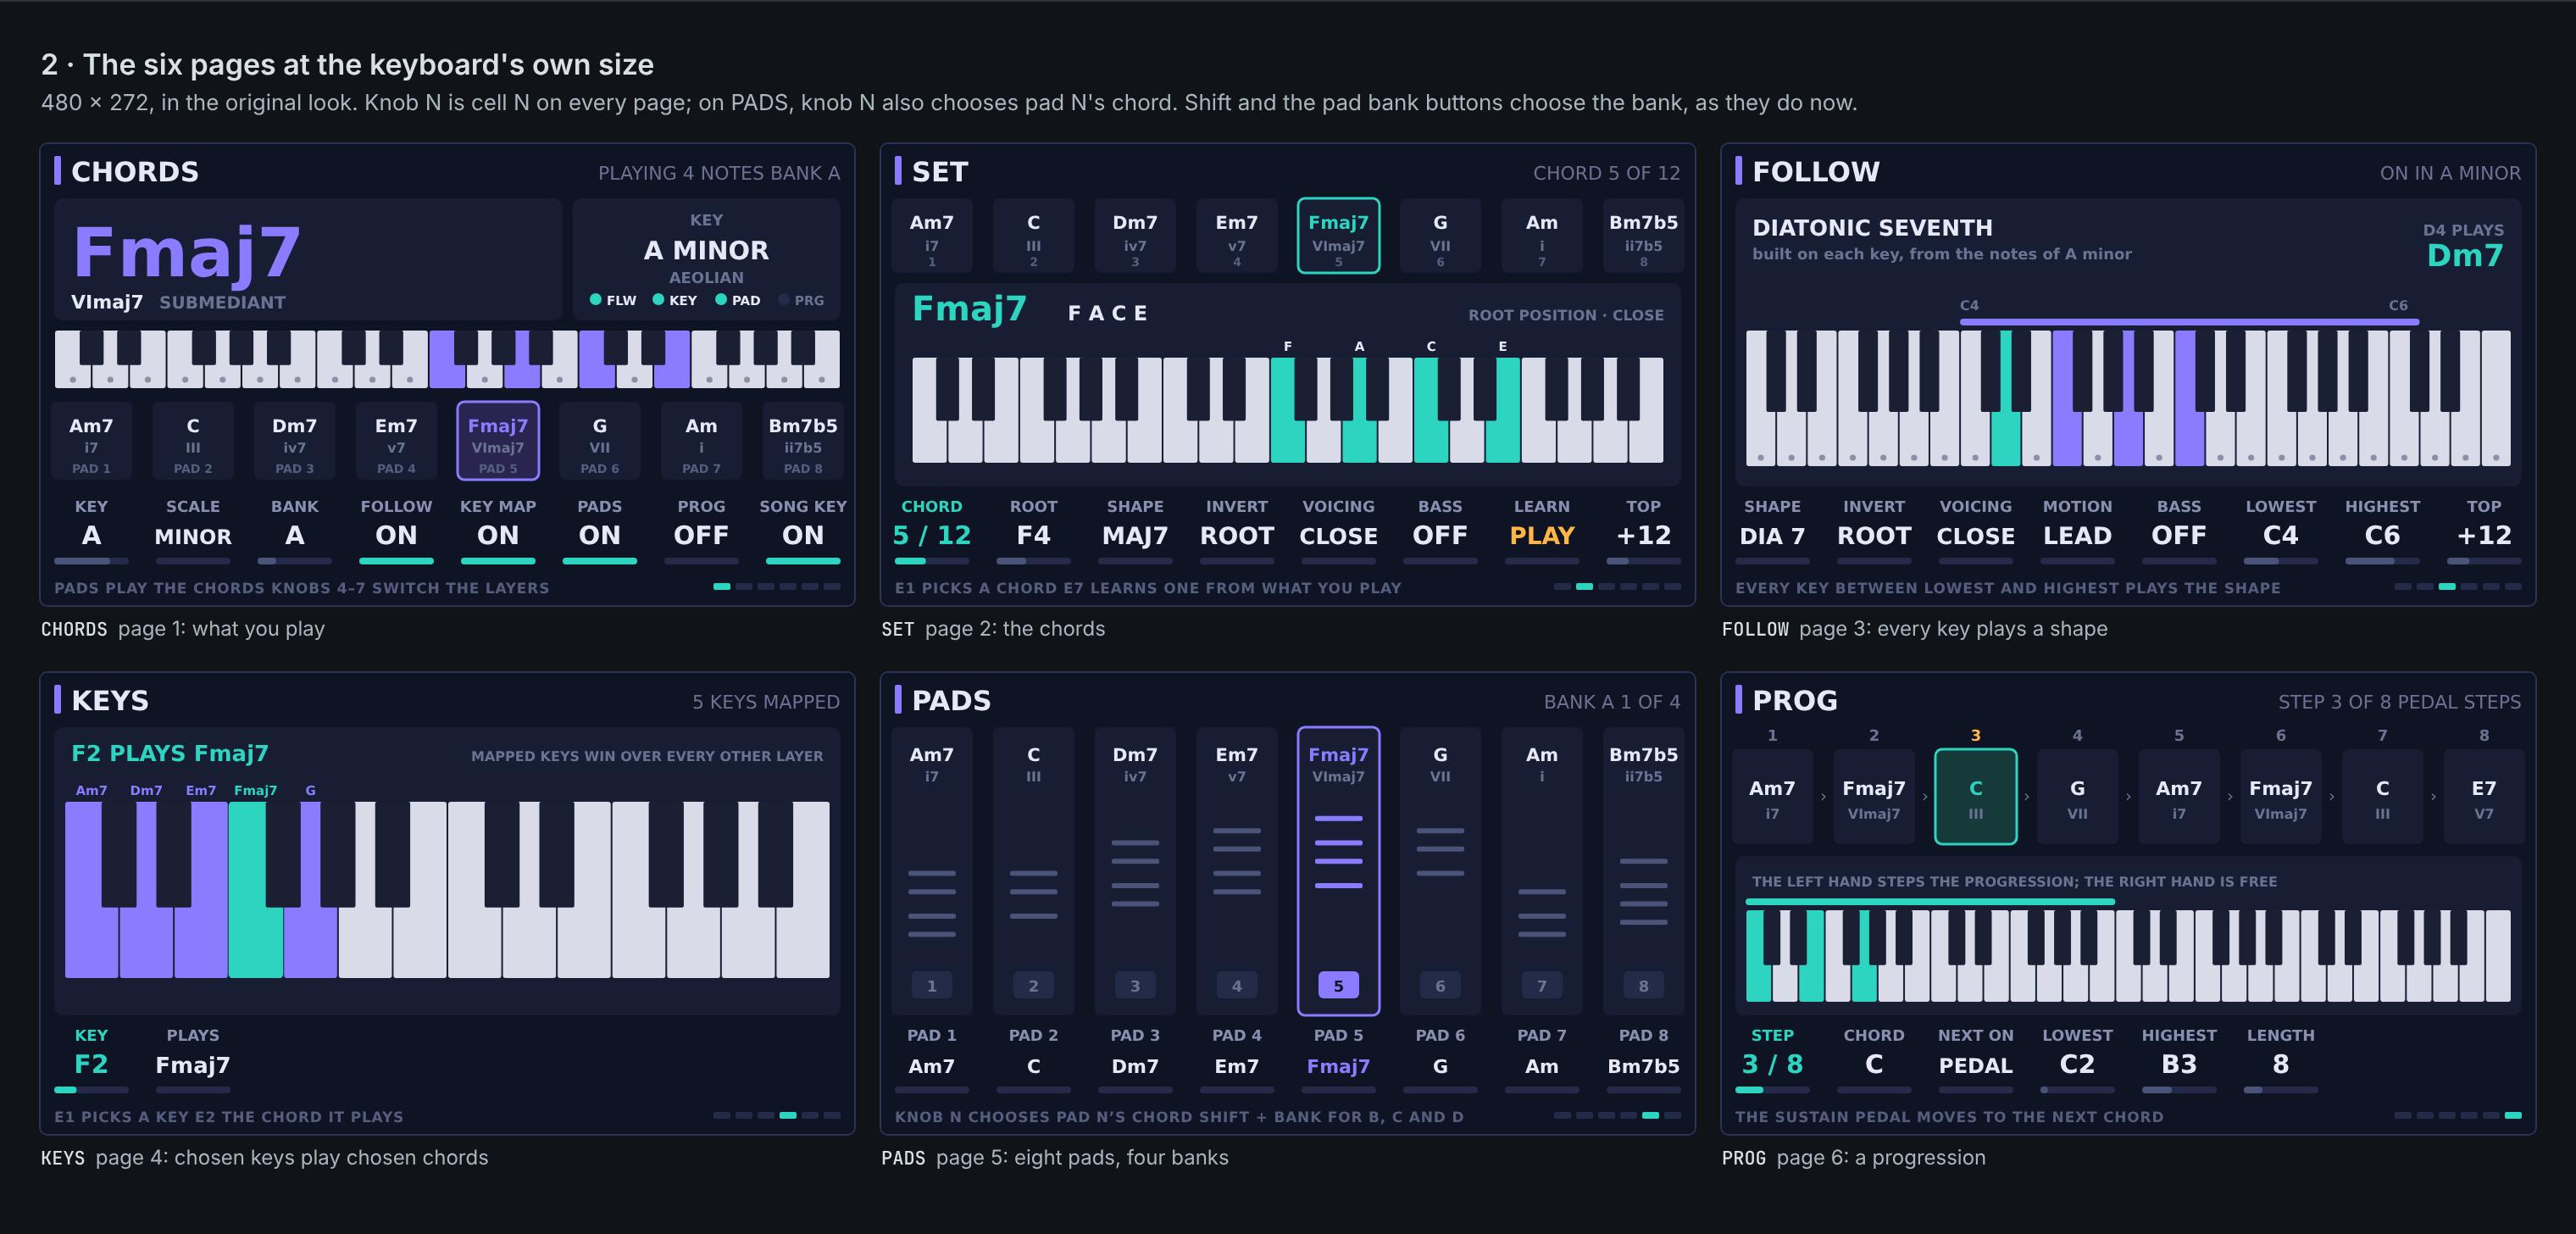 2 · The six pages at the keyboard's own size
480 × 272, in the original look. Knob N is cell N on every page; on PADS, knob N also chooses pad N's chord. Shift and the pad bank buttons choose the bank, as they do now.
CHORDS PLAYING 4 NOTES BANK A
Fmaj7
VImaj7 SUBMEDIANT
KEY
A MINOR
AEOLIAN
FLW KEY PAD PRG
Am7 C Dm7 Em7 Fmaj7 G Am Bm7b5
i7 III iv7 v7 VImaj7 VII i ii7b5
PAD 1 PAD 2 PAD 3 PAD 4 PAD 5 PAD 6 PAD 7 PAD 8
KEY SCALE BANK FOLLOW KEY MAP PADS PROG SONG KEY
A MINOR A ON ON ON OFF ON
PADS PLAY THE CHORDS KNOBS 4–7 SWITCH THE LAYERS
CHORDS page 1: what you play
SET CHORD 5 OF 12
Am7 C Dm7 Em7 Fmaj7 G Am Bm7b5
i7 III iv7 v7 VImaj7 VII i ii7b5
1 2 3 4 5 6 7 8
Fmaj7 F A C E ROOT POSITION · CLOSE
F A C E
CHORD ROOT SHAPE INVERT VOICING BASS LEARN TOP
5 / 12 F4 MAJ7 ROOT CLOSE OFF PLAY +12
E1 PICKS A CHORD E7 LEARNS ONE FROM WHAT YOU PLAY
SET page 2: the chords
FOLLOW ON IN A MINOR
DIATONIC SEVENTH
built on each key, from the notes of A minor
D4 PLAYS
Dm7
C4 C6
SHAPE INVERT VOICING MOTION BASS LOWEST HIGHEST TOP
DIA 7 ROOT CLOSE LEAD OFF C4 C6 +12
EVERY KEY BETWEEN LOWEST AND HIGHEST PLAYS THE SHAPE
FOLLOW page 3: every key plays a shape
KEYS 5 KEYS MAPPED
F2 PLAYS Fmaj7 MAPPED KEYS WIN OVER EVERY OTHER LAYER
Am7 Dm7 Em7 Fmaj7 G
KEY PLAYS
F2 Fmaj7
E1 PICKS A KEY E2 THE CHORD IT PLAYS
KEYS page 4: chosen keys play chosen chords
PADS BANK A 1 OF 4
Am7 C Dm7 Em7 Fmaj7 G Am Bm7b5
i7 III iv7 v7 VImaj7 VII i ii7b5
1 2 3 4 5 6 7 8
PAD 1 PAD 2 PAD 3 PAD 4 PAD 5 PAD 6 PAD 7 PAD 8
Am7 C Dm7 Em7 Fmaj7 G Am Bm7b5
KNOB N CHOOSES PAD N’S CHORD SHIFT + BANK FOR B, C AND D
PADS page 5: eight pads, four banks
PROG STEP 3 OF 8 PEDAL STEPS
1 2 3 4 5 6 7 8
Am7 › Fmaj7 › C › G › Am7 › Fmaj7 › C › E7
i7 VImaj7 III VII i7 VImaj7 III V7
THE LEFT HAND STEPS THE PROGRESSION; THE RIGHT HAND IS FREE
STEP CHORD NEXT ON LOWEST HIGHEST LENGTH
3 / 8 C PEDAL C2 B3 8
THE SUSTAIN PEDAL MOVES TO THE NEXT CHORD
PROG page 6: a progression